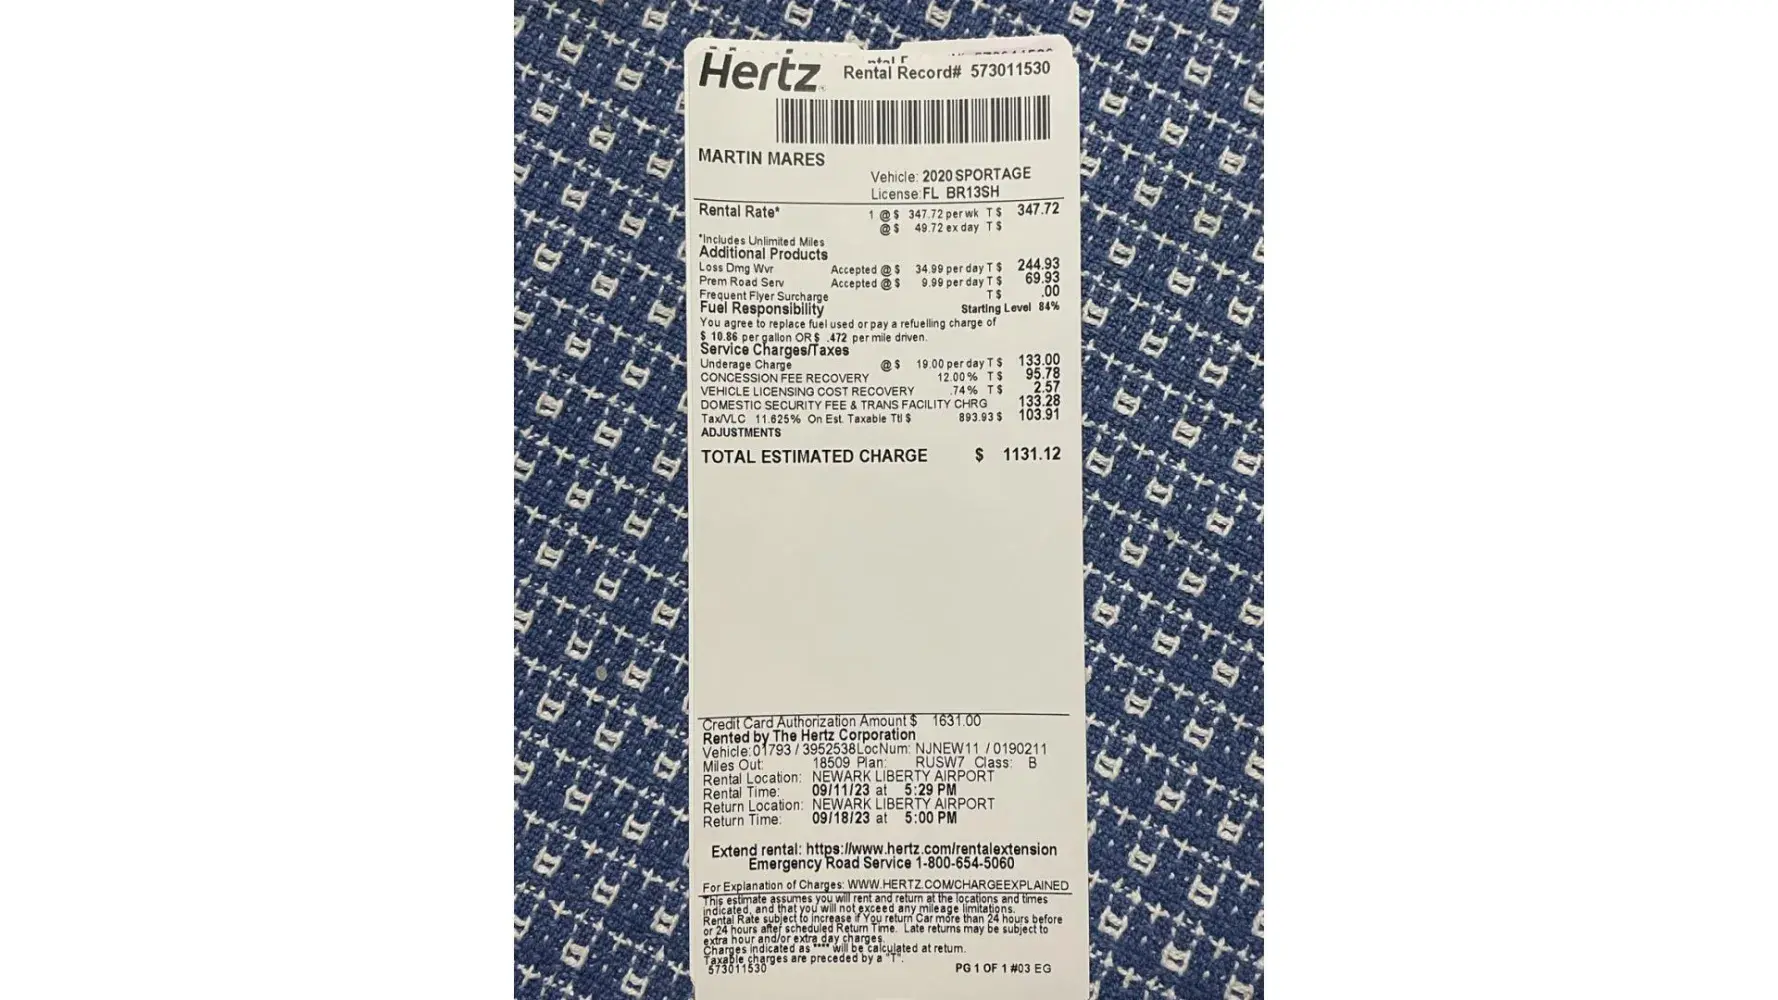 Hertz. Rental Record# 573011530
MARTIN MARES
Vehicle: 2020 SPORTAGE
License: FL BR13SH
Rental Rate* 1 @ $ 347.72 per wk T $ 347.72
@ $ 49.72 ex day T $
*Includes Unlimited Miles
Additional Products
Loss Dmg Wvr Accepted @ $ 34.99 per day T $ 244.93
Prem Road Serv Accepted @ $ 9.99 per day T $ 69.93
Frequent Flyer Surcharge T $ .00
Fuel Responsibility Starting Level 84%
You agree to replace fuel used or pay a refuelling charge of
$ 10.86 per gallon OR $ .472 per mile driven.
Service Charges/Taxes
Underage Charge @ $ 19.00 per day T $ 133.00
CONCESSION FEE RECOVERY 12.00% T $ 95.78
VEHICLE LICENSING COST RECOVERY .74% T $ 2.57
DOMESTIC SECURITY FEE & TRANS FACILITY CHRG 133.28
Tax/VLC 11.625% On Est. Taxable Ttl $ 893.93 $ 103.91
ADJUSTMENTS
TOTAL ESTIMATED CHARGE $ 1131.12
Credit Card Authorization Amount $ 1631.00
Rented by The Hertz Corporation
Vehicle: 01793 / 3952538 LocNum: NJNEW11 / 0190211
Miles Out: 18509 Plan: RUSW7 Class: B
Rental Location: NEWARK LIBERTY AIRPORT
Rental Time: 09/11/23 at 5:29 PM
Return Location: NEWARK LIBERTY AIRPORT
Return Time: 09/18/23 at 5:00 PM
Extend rental: https://www.hertz.com/rentalextension
Emergency Road Service 1-800-654-5060
For Explanation of Charges: WWW.HERTZ.COM/CHARGEEXPLAINED
This estimate assumes you will rent and return at the locations and times
indicated, and that you will not exceed any mileage limitations.
Rental Rate subject to increase if You return Car more than 24 hours before
or 24 hours after scheduled Return Time. Late returns may be subject to
extra hour and/or extra day charges.
Charges indicated as "***" will be calculated at return.
Taxable charges are preceded by a "T".
573011530 PG 1 OF 1 #03 EG